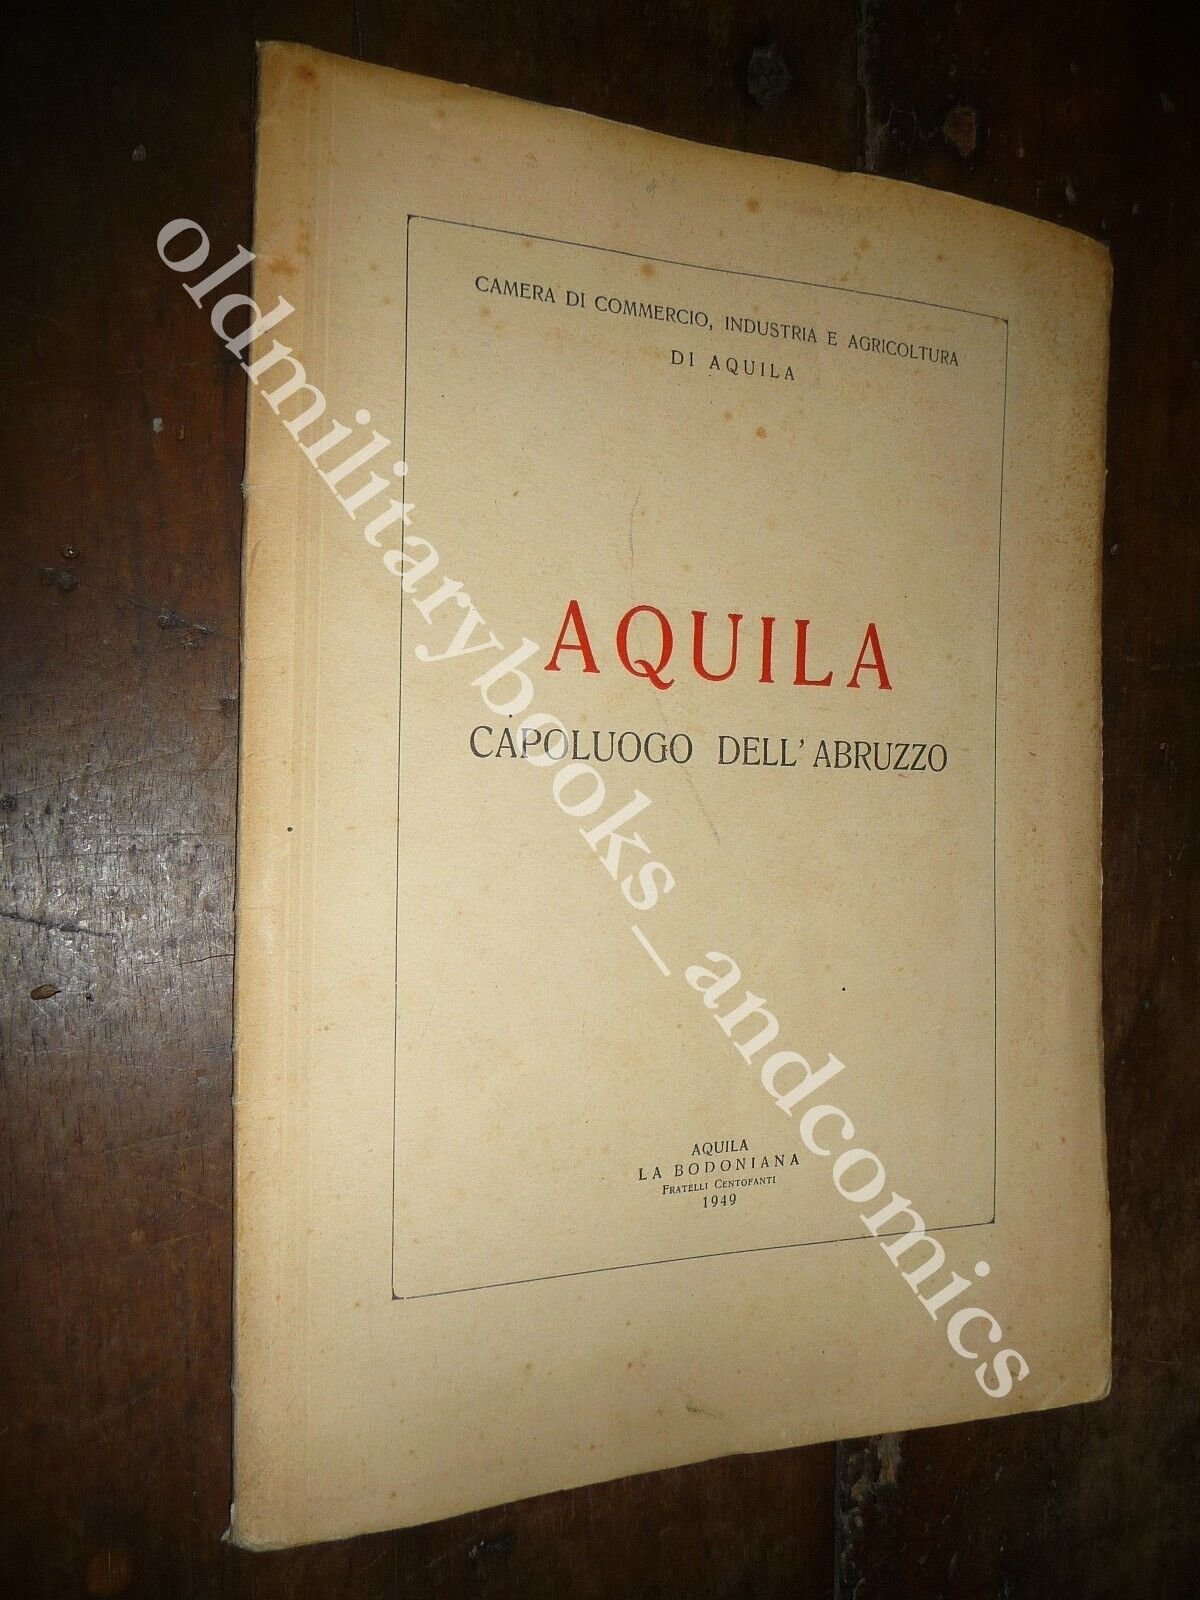 CAMERA DI COMMERCIO, INDUSTRIA E AGRICOLTURA
DI AQUILA
AQUILA
CAPOLUOGO DELL'ABRUZZO
AQUILA
LA BODONIANA
FRATELLI CENTOFANTI
1949
oldmilitarybooks_andcomics